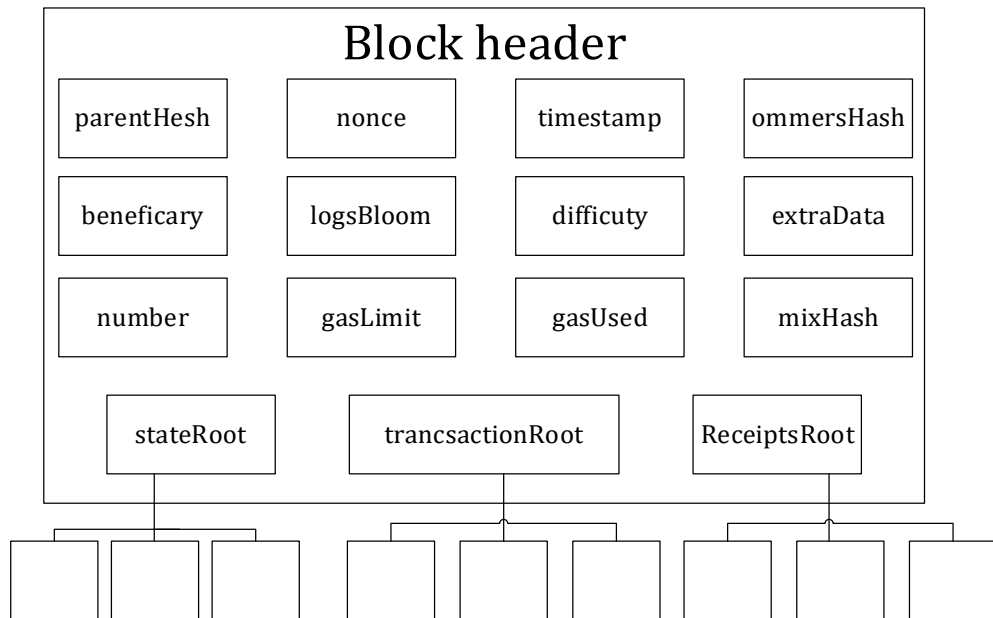 Block header
parentHesh
nonce
timestamp
ommersHash
beneficary
logsBloom
difficuty
extraData
number
gasLimit
gasUsed
mixHash
stateRoot
trancsactionRoot
ReceiptsRoot